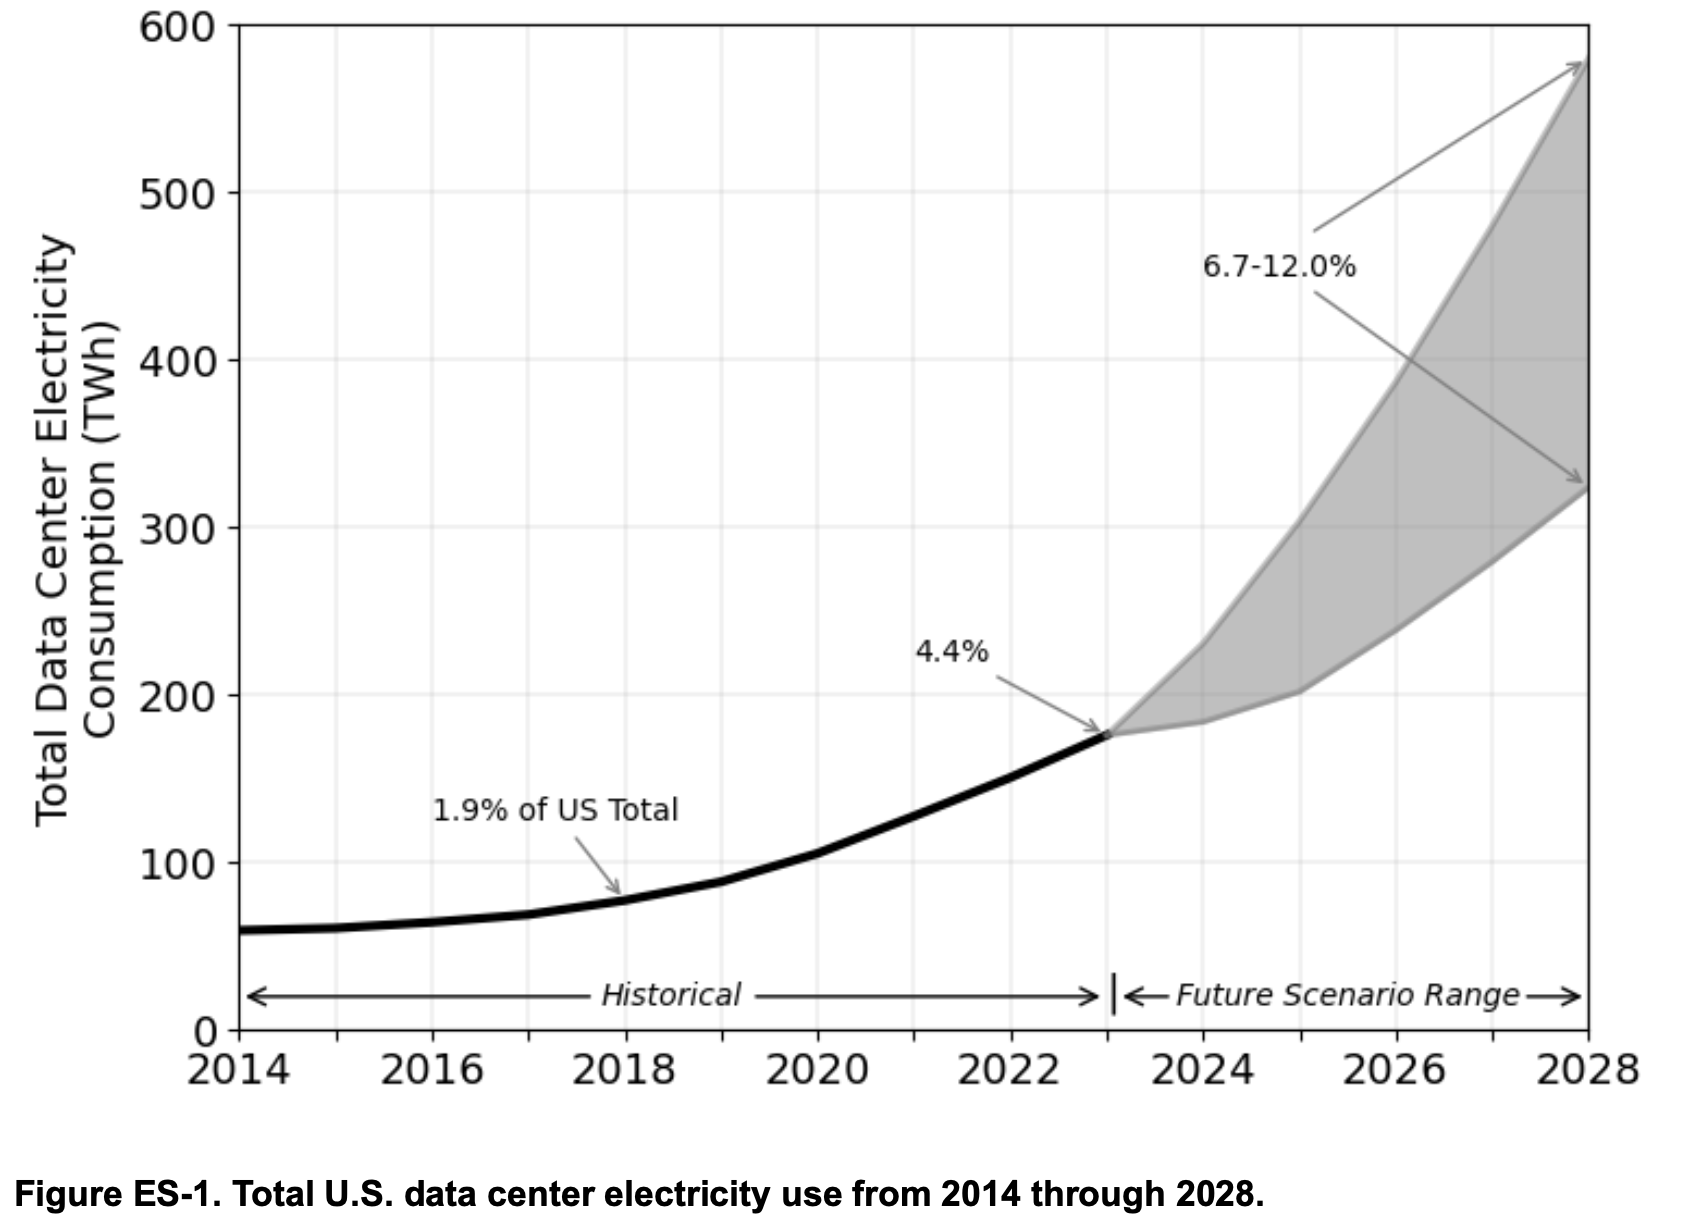 600
500
400
300
200
100
0
Total Data Center Electricity
Consumption (TWh)
6.7-12.0%
4.4%
1.9% of US Total
Historical
Future Scenario Range
2014 2016 2018 2020 2022 2024 2026 2028
Figure ES-1. Total U.S. data center electricity use from 2014 through 2028.